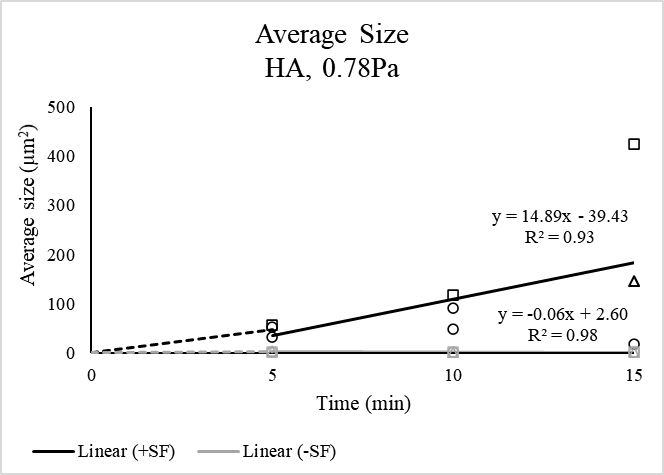 Average Size
HA, 0.78Pa
Average size (µm²)
500
400
300
200
100
0
y = 14.89x - 39.43
R² = 0.93
y = -0.06x + 2.60
R² = 0.98
0 5 10 15
Time (min)
Linear (+SF) Linear (-SF)